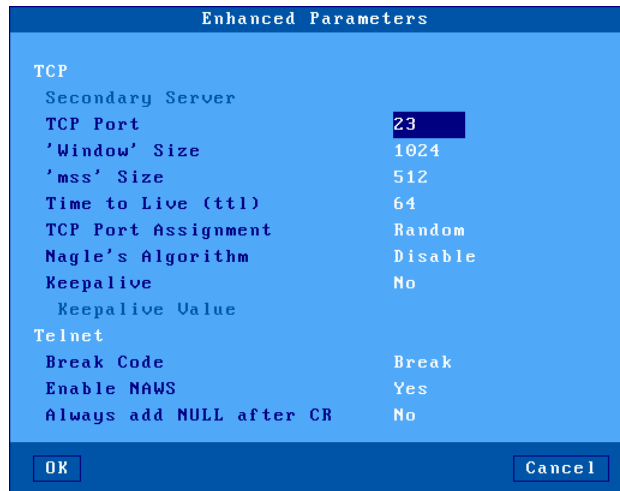 Enhanced Parameters
TCP
Secondary Server
TCP Port 23
'Window' Size 1024
'mss' Size 512
Time to Live (ttl) 64
TCP Port Assignment Random
Nagle's Algorithm Disable
Keepalive No
Keepalive Value
Telnet
Break Code Break
Enable NAWS Yes
Always add NULL after CR No
OK Cancel